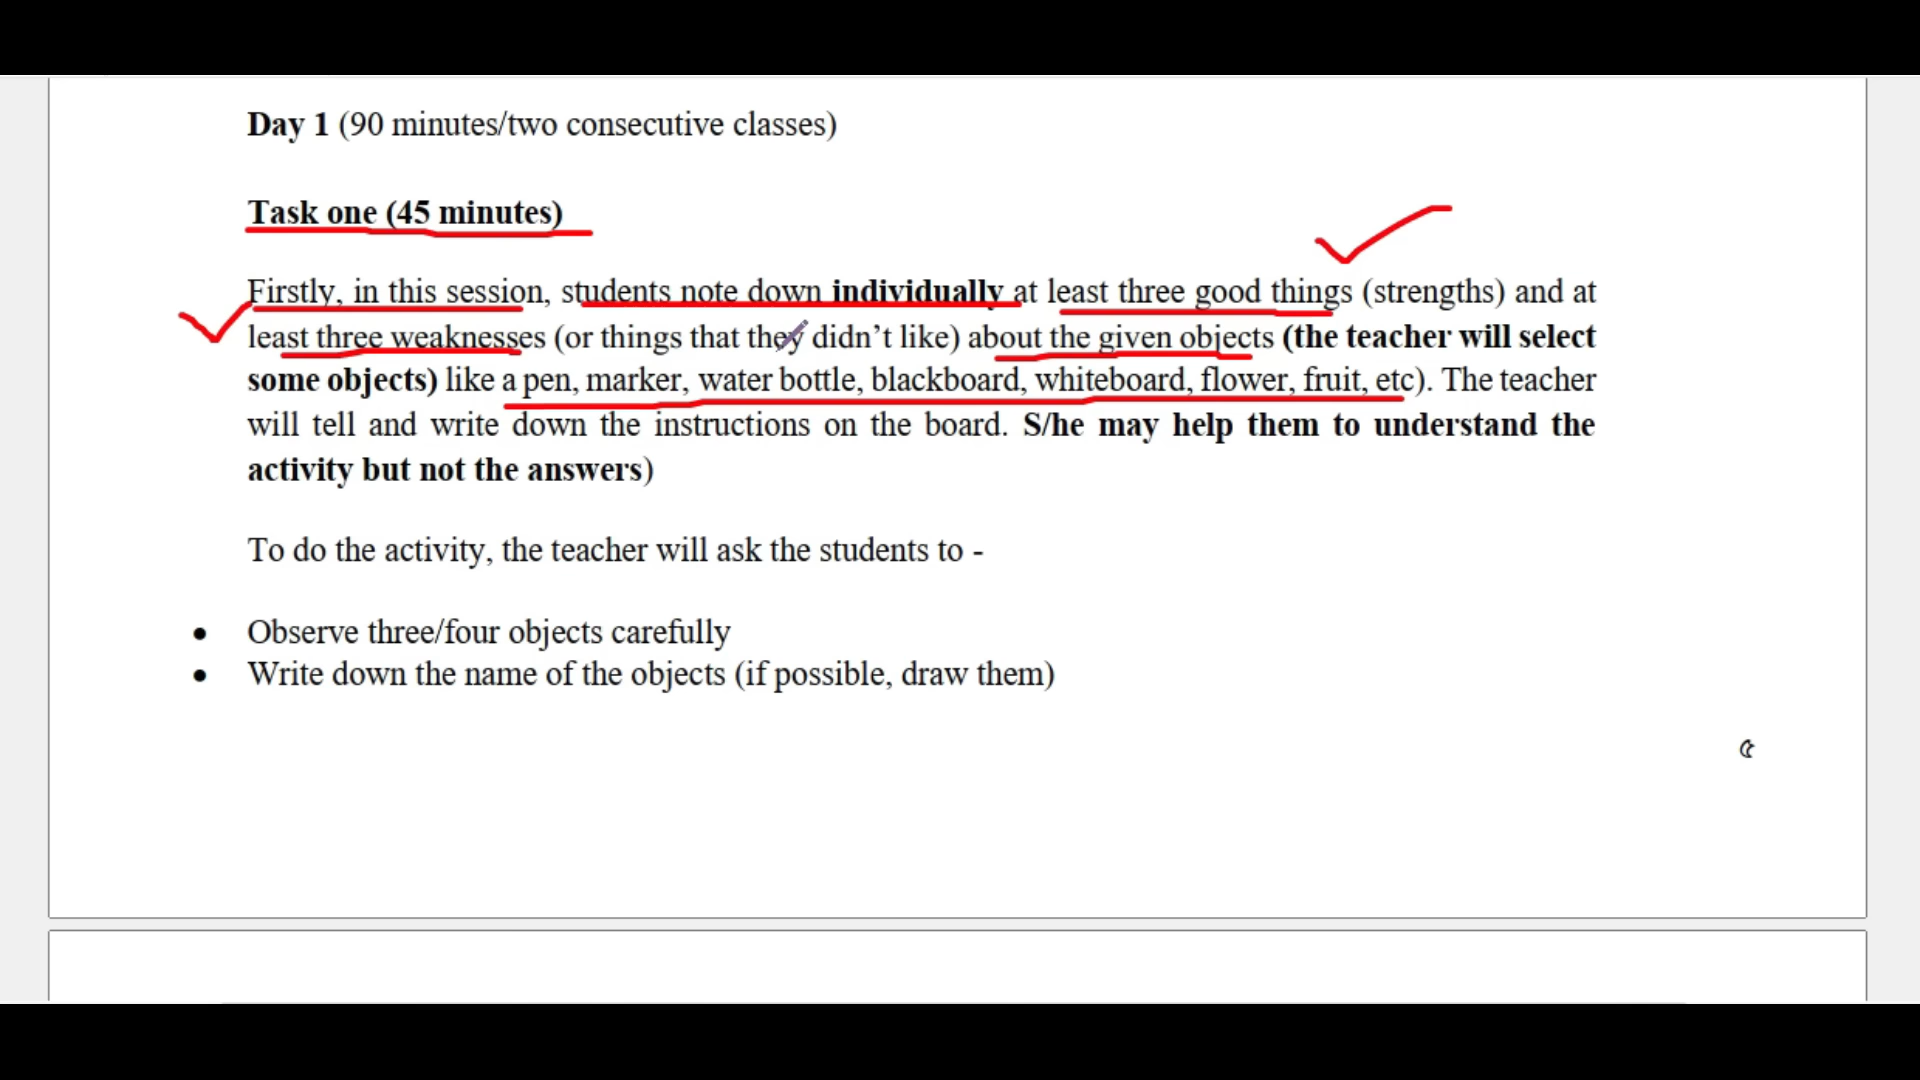 Day 1 (90 minutes/two consecutive classes)
Task one (45 minutes)
Firstly, in this session, students note down individually at least three good things (strengths) and at
least three weaknesses (or things that they didn’t like) about the given objects (the teacher will select
some objects) like a pen, marker, water bottle, blackboard, whiteboard, flower, fruit, etc). The teacher
will tell and write down the instructions on the board. S/he may help them to understand the
activity but not the answers)
To do the activity, the teacher will ask the students to -
• Observe three/four objects carefully
• Write down the name of the objects (if possible, draw them)